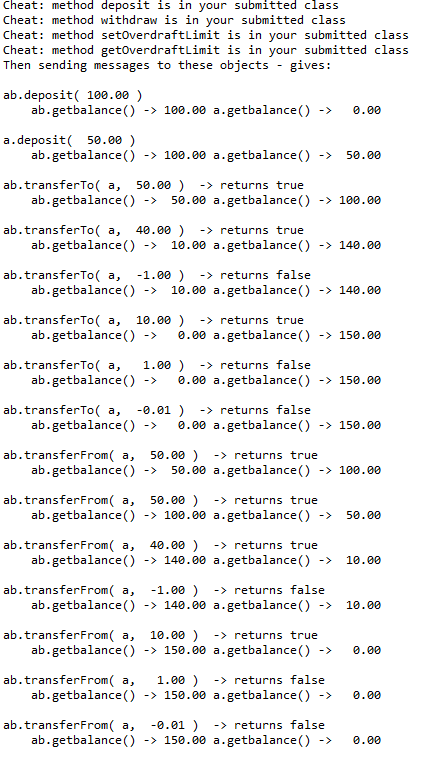 Cheat: method deposit is in your submitted class
Cheat: method withdraw is in your submitted class
Cheat: method setOverdraftLimit is in your submitted class
Cheat: method getOverdraftLimit is in your submitted class
Then sending messages to these objects - gives:

ab.deposit( 100.00 )
    ab.getbalance() -> 100.00 a.getbalance() ->   0.00

a.deposit(  50.00 )
    ab.getbalance() -> 100.00 a.getbalance() ->  50.00

ab.transferTo( a,  50.00 )  -> returns true
    ab.getbalance() ->  50.00 a.getbalance() -> 100.00

ab.transferTo( a,  40.00 )  -> returns true
    ab.getbalance() ->  10.00 a.getbalance() -> 140.00

ab.transferTo( a,  -1.00 )  -> returns false
    ab.getbalance() ->  10.00 a.getbalance() -> 140.00

ab.transferTo( a,  10.00 )  -> returns true
    ab.getbalance() ->   0.00 a.getbalance() -> 150.00

ab.transferTo( a,   1.00 )  -> returns false
    ab.getbalance() ->   0.00 a.getbalance() -> 150.00

ab.transferTo( a,  -0.01 )  -> returns false
    ab.getbalance() ->   0.00 a.getbalance() -> 150.00

ab.transferFrom( a,  50.00 )  -> returns true
    ab.getbalance() ->  50.00 a.getbalance() -> 100.00

ab.transferFrom( a,  50.00 )  -> returns true
    ab.getbalance() -> 100.00 a.getbalance() ->  50.00

ab.transferFrom( a,  40.00 )  -> returns true
    ab.getbalance() -> 140.00 a.getbalance() ->  10.00

ab.transferFrom( a,  -1.00 )  -> returns false
    ab.getbalance() -> 140.00 a.getbalance() ->  10.00

ab.transferFrom( a,  10.00 )  -> returns true
    ab.getbalance() -> 150.00 a.getbalance() ->   0.00

ab.transferFrom( a,   1.00 )  -> returns false
    ab.getbalance() -> 150.00 a.getbalance() ->   0.00

ab.transferFrom( a,  -0.01 )  -> returns false
    ab.getbalance() -> 150.00 a.getbalance() ->   0.00